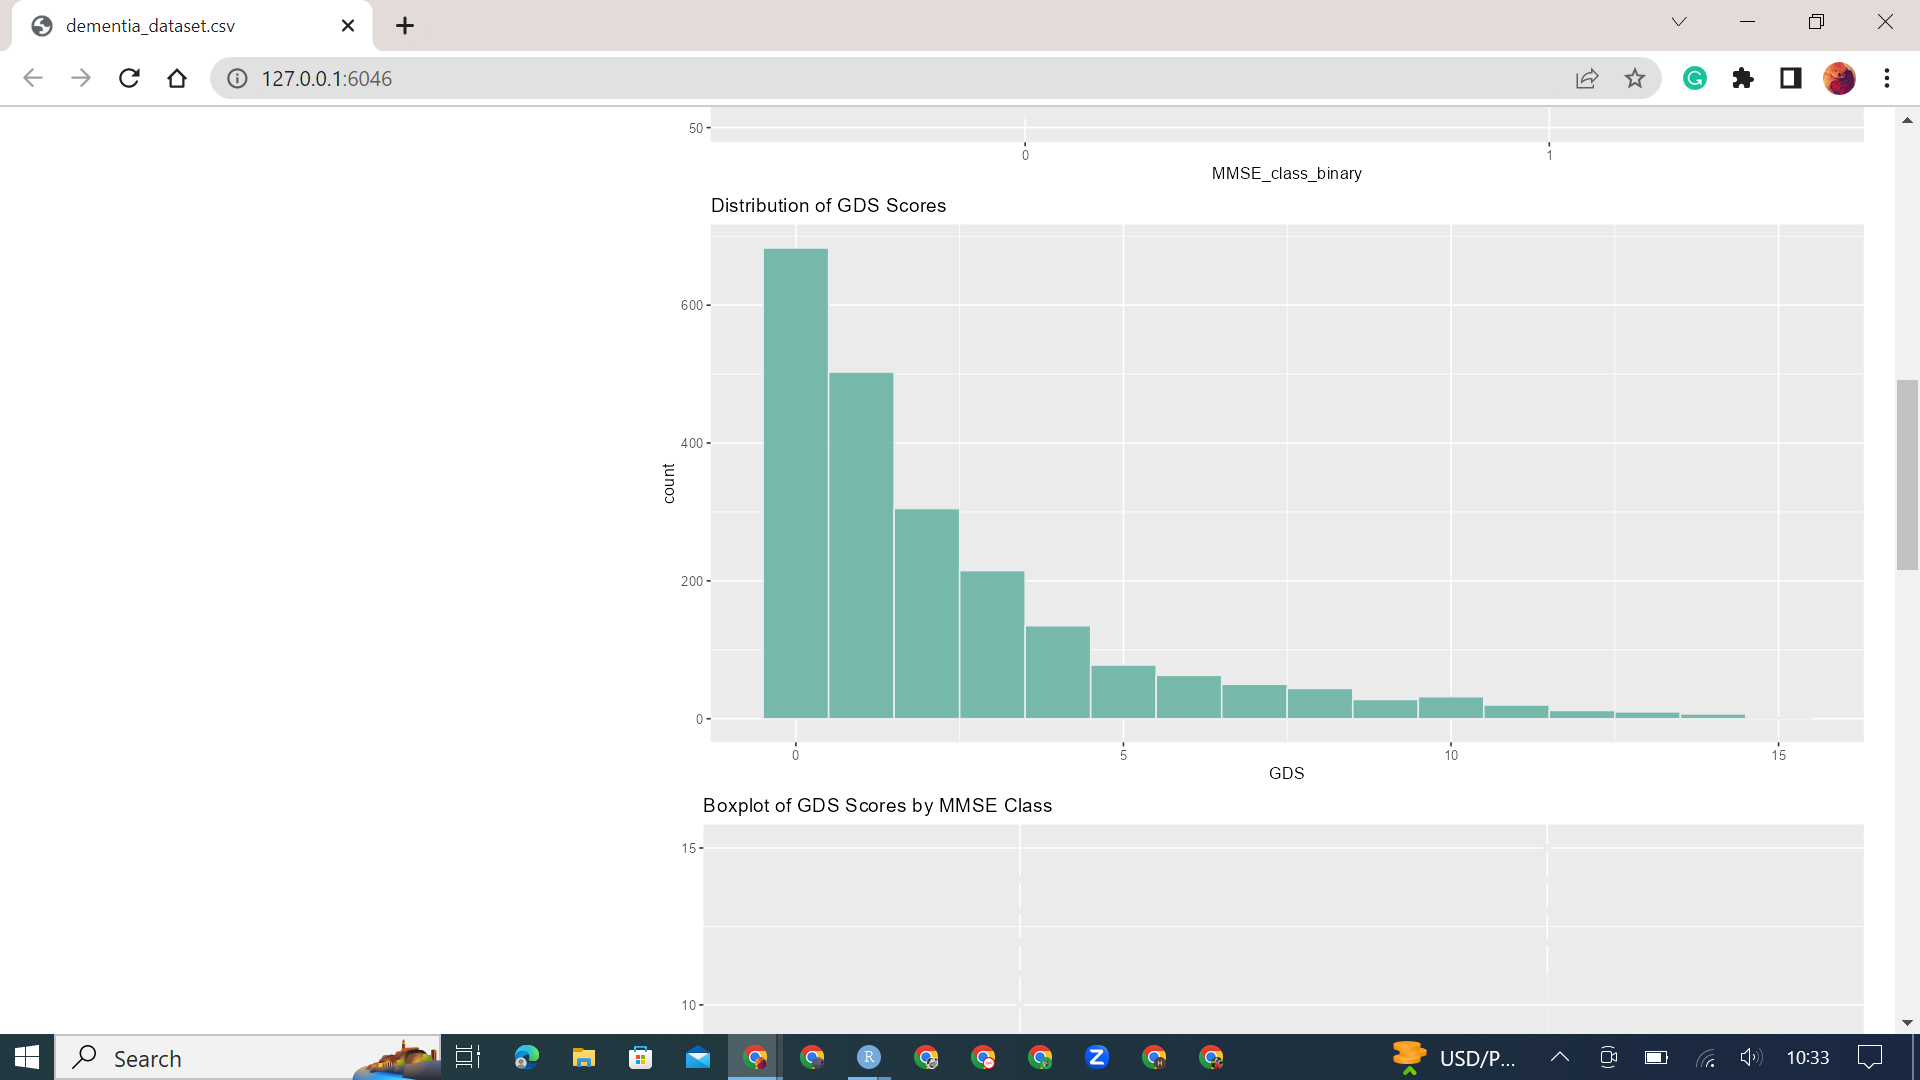 dementia_dataset.csv
127.0.0.1:6046
50
0 1
MMSE_class_binary
Distribution of GDS Scores
600
400
200
0
count
0 5 10 15
GDS
Boxplot of GDS Scores by MMSE Class
15
10
Search
USD/P...
10:33